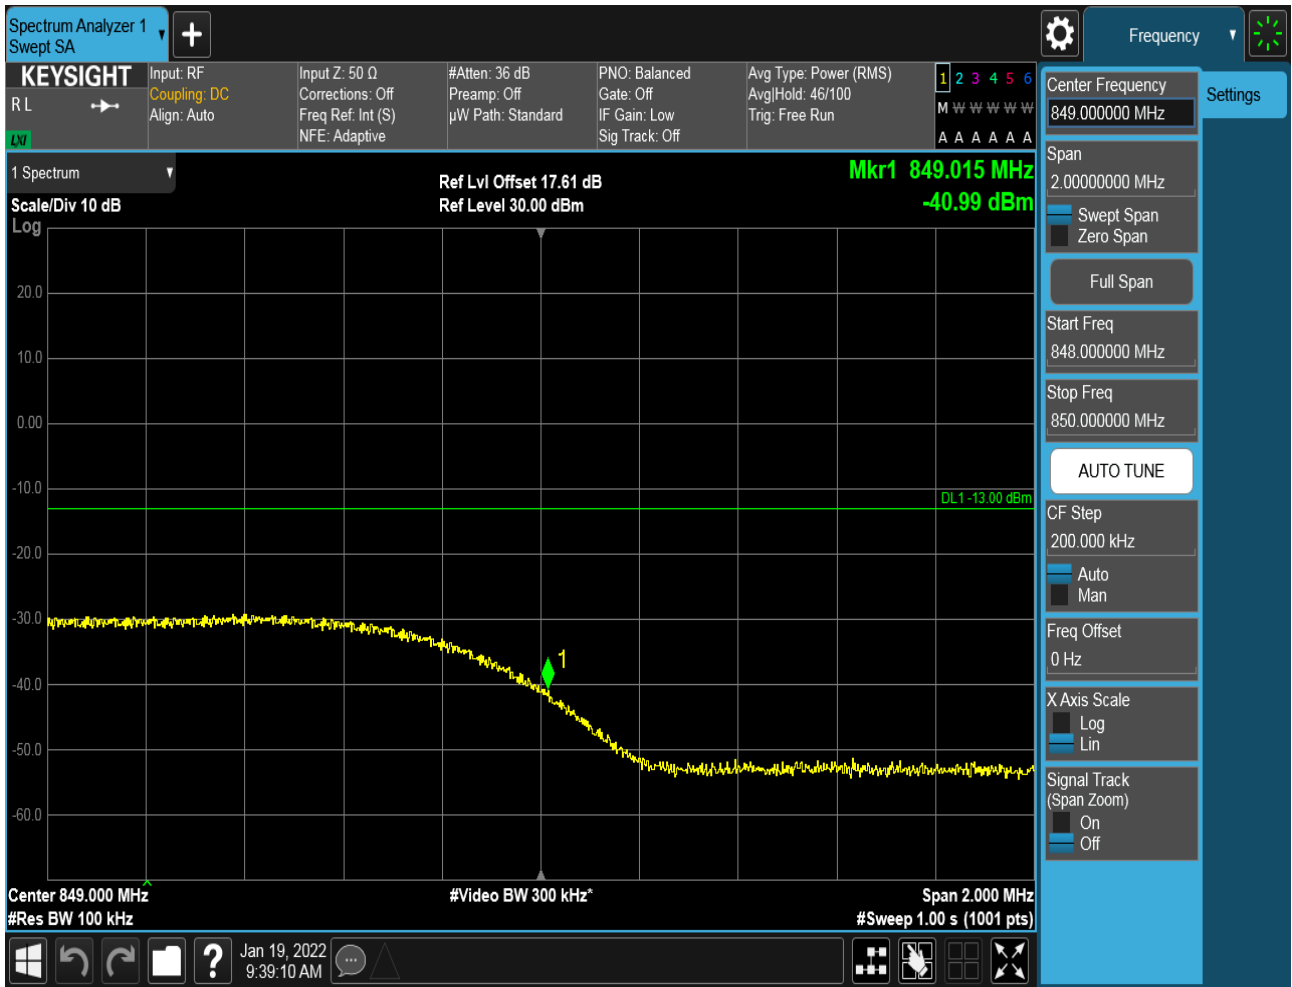 Spectrum Analyzer 1
Swept SA
Frequency
KEYSIGHT
R L
LXI
Input: RF
Coupling: DC
Align: Auto
Input Z: 50 Ω
Corrections: Off
Freq Ref: Int (S)
NFE: Adaptive
#Atten: 36 dB
Preamp: Off
µW Path: Standard
PNO: Balanced
Gate: Off
IF Gain: Low
Sig Track: Off
Avg Type: Power (RMS)
Avg|Hold: 46/100
Trig: Free Run
1 2 3 4 5 6
M W W W W W
A A A A A A
1 Spectrum
Scale/Div 10 dB
Log
Ref Lvl Offset 17.61 dB
Ref Level 30.00 dBm
Mkr1 849.015 MHz
-40.99 dBm
20.0
10.0
0.00
-10.0
-20.0
-30.0
-40.0
-50.0
-60.0
DL1 -13.00 dBm
1
Center 849.000 MHz
#Res BW 100 kHz
#Video BW 300 kHz*
Span 2.000 MHz
#Sweep 1.00 s (1001 pts)
Jan 19, 2022
9:39:10 AM
Center Frequency
849.000000 MHz
Settings
Span
2.00000000 MHz
Swept Span
Zero Span
Full Span
Start Freq
848.000000 MHz
Stop Freq
850.000000 MHz
AUTO TUNE
CF Step
200.000 kHz
Auto
Man
Freq Offset
0 Hz
X Axis Scale
Log
Lin
Signal Track
(Span Zoom)
On
Off